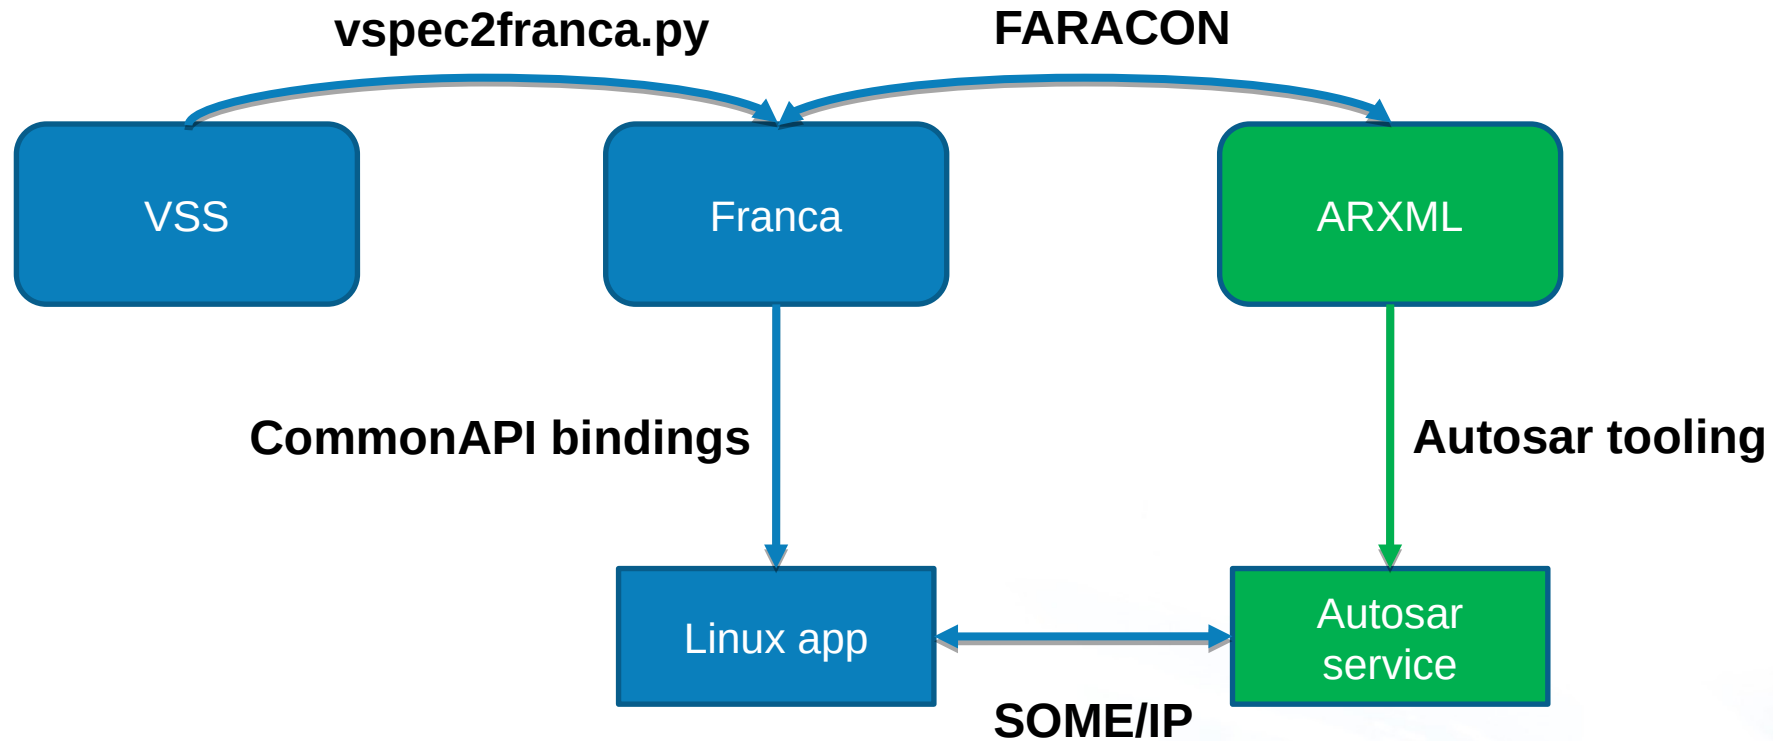 vspec2franca.py
FARACON
VSS
Franca
ARXML
CommonAPI bindings
Autosar tooling
Linux app
Autosar
service
SOME/IP